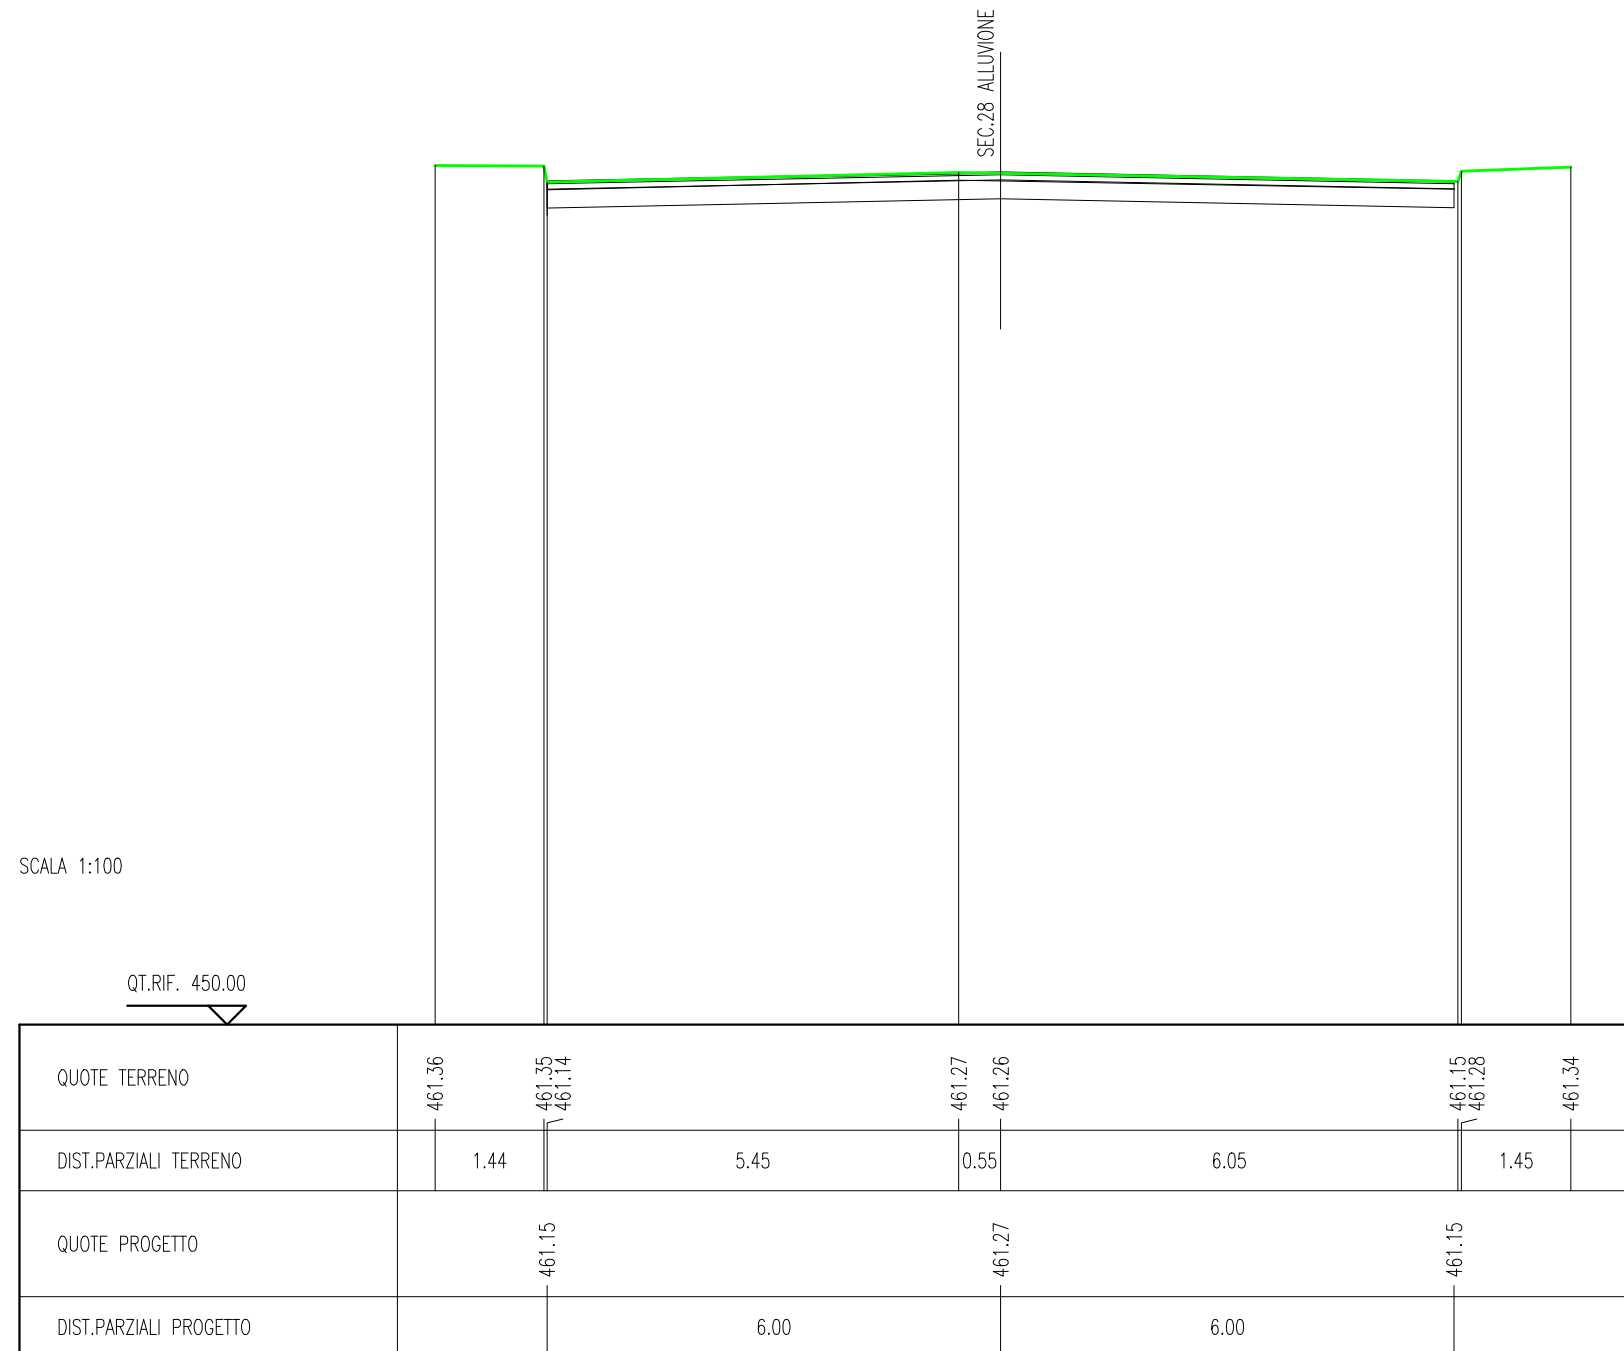 SEC.28 ALLUVIONE
SCALA 1:100
QT.RIF. 450.00
QUOTE TERRENO 461.36 461.35 461.14 461.27 461.26 461.15 461.28 461.34
DIST.PARZIALI TERRENO 1.44 5.45 0.55 6.05 1.45
QUOTE PROGETTO 461.15 461.27 461.15
DIST.PARZIALI PROGETTO 6.00 6.00